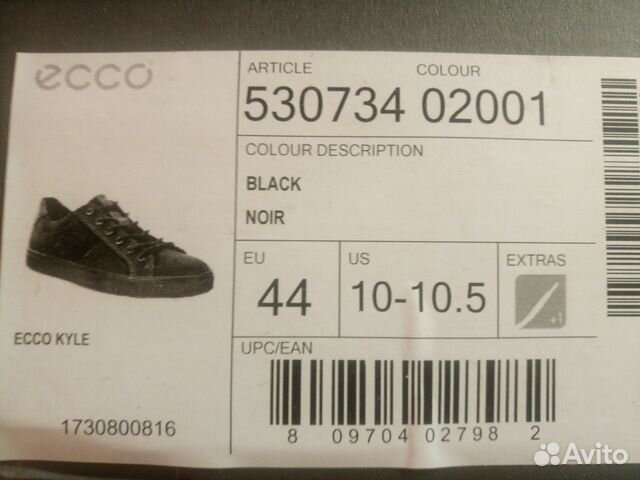 ecco
ARTICLE COLOUR
530734 02001
COLOUR DESCRIPTION
BLACK
NOIR
EU US EXTRAS
44 10-10.5 +1
ECCO KYLE
UPC/EAN
1730800816
8 09704 02798 2
Avito